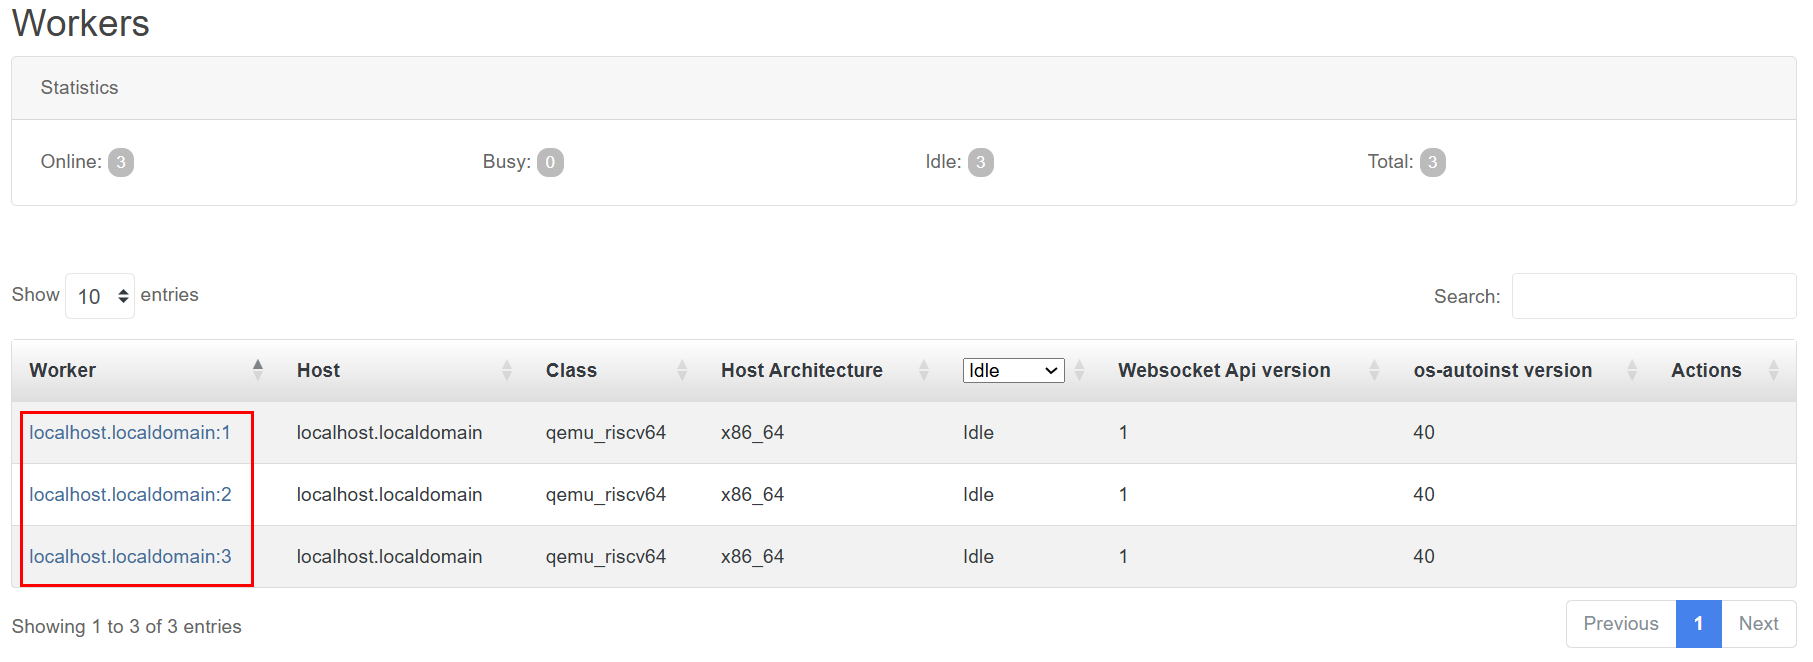 Workers
Statistics
Online: 3 Busy: 0 Idle: 3 Total: 3
Show 10 entries Search:
Worker Host Class Host Architecture Idle Websocket Api version os-autoinst version Actions
localhost.localdomain:1 localhost.localdomain qemu_riscv64 x86_64 Idle 1 40
localhost.localdomain:2 localhost.localdomain qemu_riscv64 x86_64 Idle 1 40
localhost.localdomain:3 localhost.localdomain qemu_riscv64 x86_64 Idle 1 40
Showing 1 to 3 of 3 entries Previous 1 Next